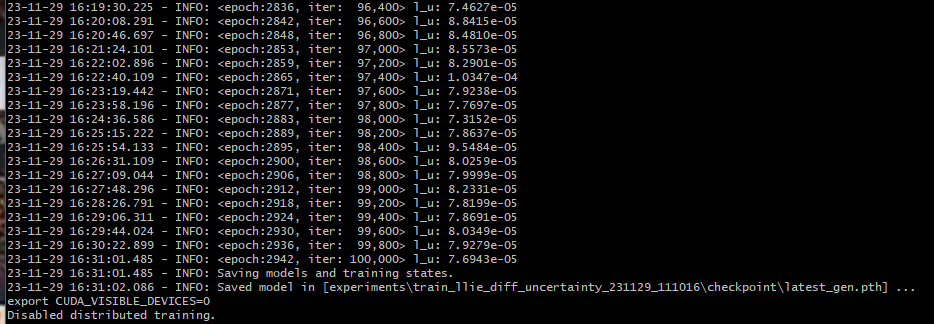 23-11-29 16:19:30.225 - INFO: <epoch:2836, iter:  96,400> l_u: 7.4627e-05
23-11-29 16:20:08.291 - INFO: <epoch:2842, iter:  96,600> l_u: 8.8415e-05
23-11-29 16:20:46.697 - INFO: <epoch:2848, iter:  96,800> l_u: 8.4810e-05
23-11-29 16:21:24.101 - INFO: <epoch:2853, iter:  97,000> l_u: 8.5573e-05
23-11-29 16:22:02.896 - INFO: <epoch:2859, iter:  97,200> l_u: 8.2901e-05
23-11-29 16:22:40.109 - INFO: <epoch:2865, iter:  97,400> l_u: 1.0347e-04
23-11-29 16:23:19.442 - INFO: <epoch:2871, iter:  97,600> l_u: 7.9238e-05
23-11-29 16:23:58.196 - INFO: <epoch:2877, iter:  97,800> l_u: 7.7697e-05
23-11-29 16:24:36.586 - INFO: <epoch:2883, iter:  98,000> l_u: 7.3152e-05
23-11-29 16:25:15.222 - INFO: <epoch:2889, iter:  98,200> l_u: 7.8637e-05
23-11-29 16:25:54.133 - INFO: <epoch:2895, iter:  98,400> l_u: 9.5484e-05
23-11-29 16:26:31.109 - INFO: <epoch:2900, iter:  98,600> l_u: 8.0259e-05
23-11-29 16:27:09.044 - INFO: <epoch:2906, iter:  98,800> l_u: 7.9999e-05
23-11-29 16:27:48.296 - INFO: <epoch:2912, iter:  99,000> l_u: 8.2331e-05
23-11-29 16:28:26.791 - INFO: <epoch:2918, iter:  99,200> l_u: 7.8199e-05
23-11-29 16:29:06.311 - INFO: <epoch:2924, iter:  99,400> l_u: 7.8691e-05
23-11-29 16:29:44.024 - INFO: <epoch:2930, iter:  99,600> l_u: 8.0349e-05
23-11-29 16:30:22.899 - INFO: <epoch:2936, iter:  99,800> l_u: 7.9279e-05
23-11-29 16:31:01.485 - INFO: <epoch:2942, iter: 100,000> l_u: 7.6943e-05
23-11-29 16:31:01.485 - INFO: Saving models and training states.
23-11-29 16:31:02.086 - INFO: Saved model in [experiments\train_llie_diff_uncertainty_231129_111016\checkpoint\latest_gen.pth] ...
export CUDA_VISIBLE_DEVICES=0
Disabled distributed training.